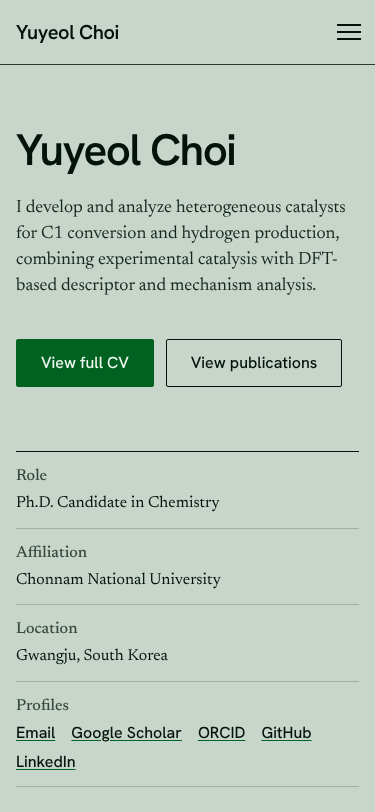 Yuyeol Choi
Yuyeol Choi
I develop and analyze heterogeneous catalysts
for C1 conversion and hydrogen production,
combining experimental catalysis with DFT-
based descriptor and mechanism analysis.
View full CV
View publications
Role
Ph.D. Candidate in Chemistry
Affiliation
Chonnam National University
Location
Gwangju, South Korea
Profiles
Email Google Scholar ORCID GitHub
LinkedIn